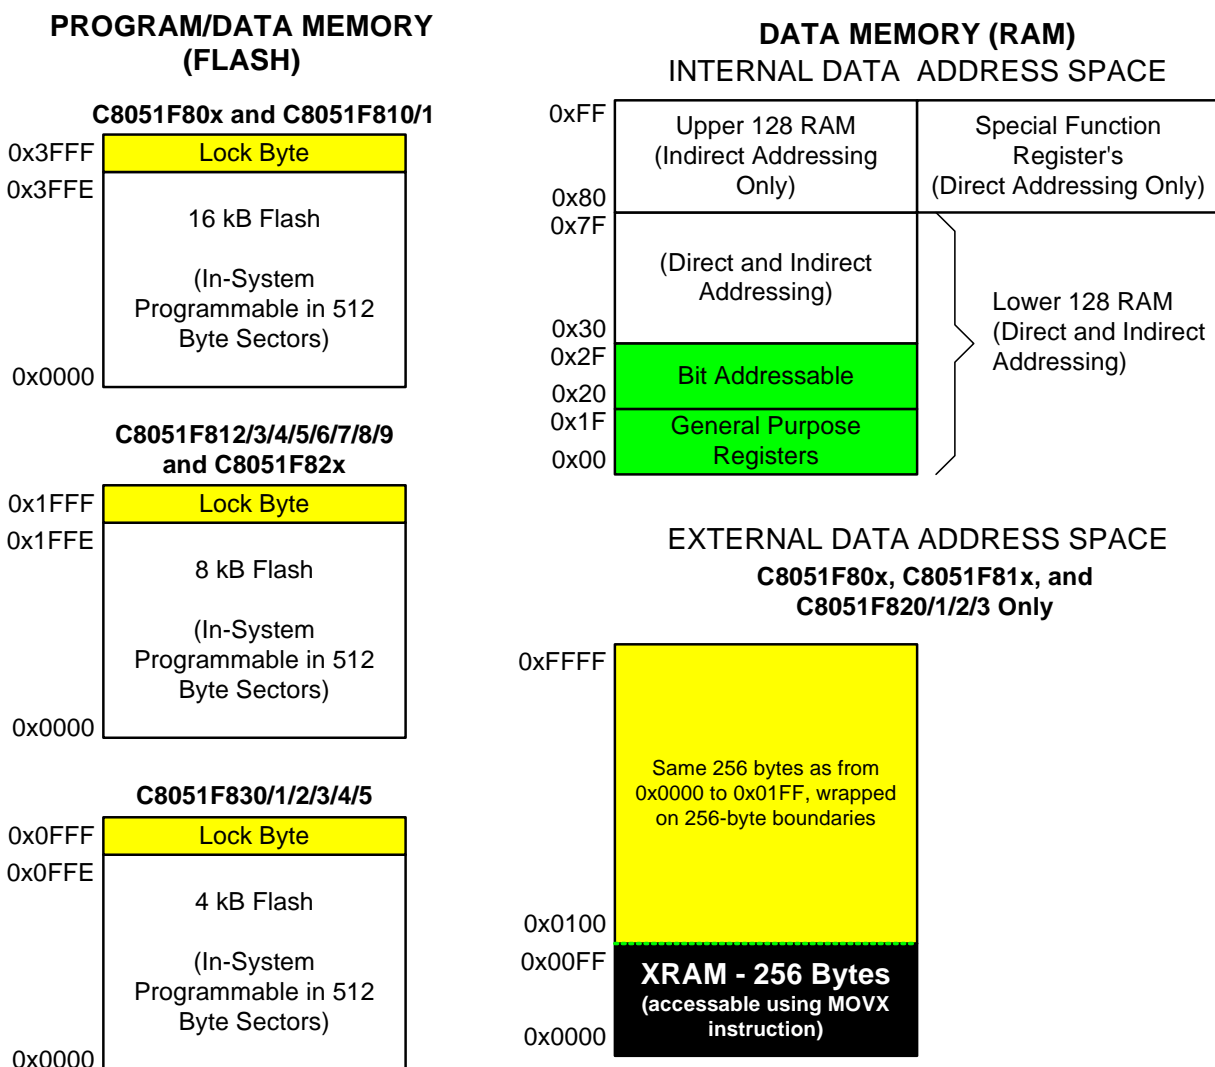 PROGRAM/DATA MEMORY
(FLASH)
C8051F80x and C8051F810/1
0x3FFF
Lock Byte
0x3FFE
16 kB Flash
(In-System
Programmable in 512
Byte Sectors)
0x0000
C8051F812/3/4/5/6/7/8/9
and C8051F82x
0x1FFF
Lock Byte
0x1FFE
8 kB Flash
(In-System
Programmable in 512
Byte Sectors)
0x0000
C8051F830/1/2/3/4/5
0x0FFF
Lock Byte
0x0FFE
4 kB Flash
(In-System
Programmable in 512
Byte Sectors)
0x0000
DATA MEMORY (RAM)
INTERNAL DATA ADDRESS SPACE
0xFF
Upper 128 RAM
(Indirect Addressing
Only)
0x80
Special Function
Register's
(Direct Addressing Only)
0x7F
(Direct and Indirect
Addressing)
0x30
Lower 128 RAM
(Direct and Indirect
Addressing)
0x2F
Bit Addressable
0x20
0x1F
General Purpose
Registers
0x00
EXTERNAL DATA ADDRESS SPACE
C8051F80x, C8051F81x, and
C8051F820/1/2/3 Only
0xFFFF
Same 256 bytes as from
0x0000 to 0x01FF, wrapped
on 256-byte boundaries
0x0100
0x00FF
XRAM - 256 Bytes
(accessable using MOVX
instruction)
0x0000